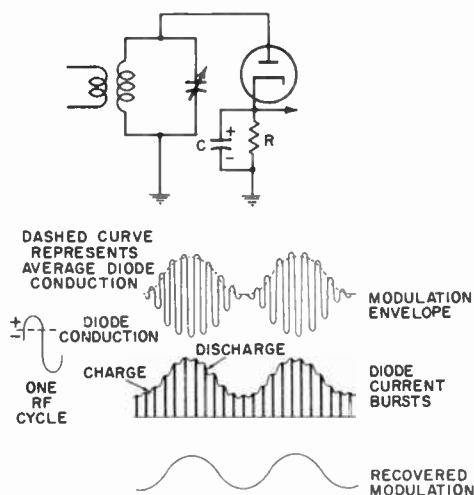 +
C
R
-
DASHED CURVE
REPRESENTS
AVERAGE DIODE
CONDUCTION
MODULATION
ENVELOPE
+
-
DIODE
CONDUCTION
ONE
RF
CYCLE
CHARGE
DISCHARGE
DIODE
CURRENT
BURSTS
RECOVERED
MODULATION